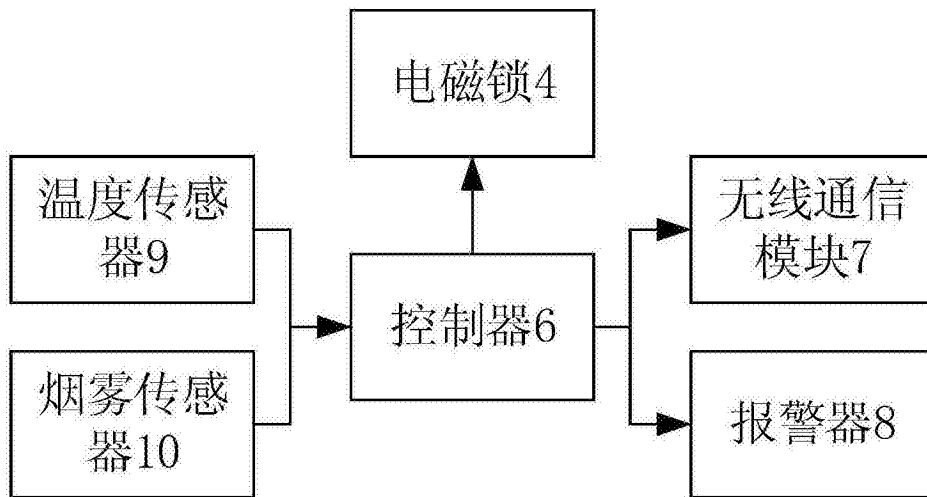 电磁锁4
温度传感
器9
无线通信
模块7
控制器6
烟雾传感
器10
报警器8